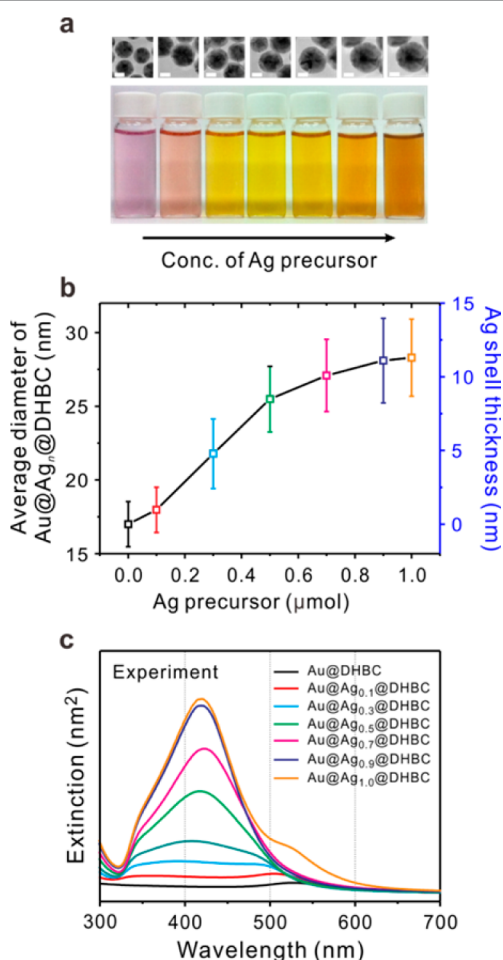 a
Conc. of Ag precursor
b
Average diameter of
Au@Agₙ@DHBC (nm)
30
25
20
15
15
10
5
0
Ag shell thickness (nm)
0.0 0.2 0.4 0.6 0.8 1.0
Ag precursor (μmol)
c
Extinction (nm²)
Experiment
Au@DHBC
Au@Ag₀.₁@DHBC
Au@Ag₀.₃@DHBC
Au@Ag₀.₅@DHBC
Au@Ag₀.₇@DHBC
Au@Ag₀.₉@DHBC
Au@Ag₁.₀@DHBC
300 400 500 600 700
Wavelength (nm)